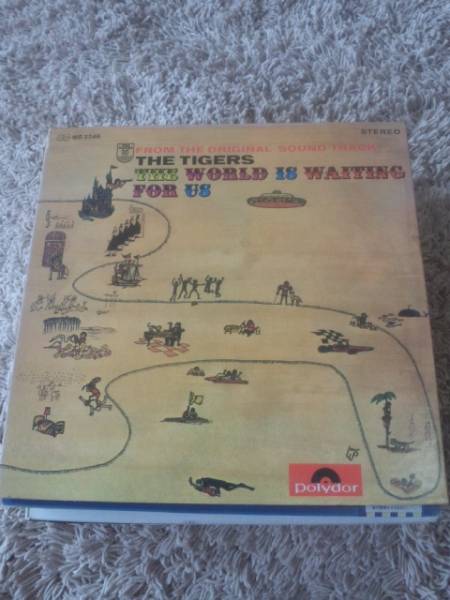 STEREO
FROM THE ORIGINAL SOUND TRACK
THE TIGERS
THE WORLD IS WAITING
FOR US
Polydor